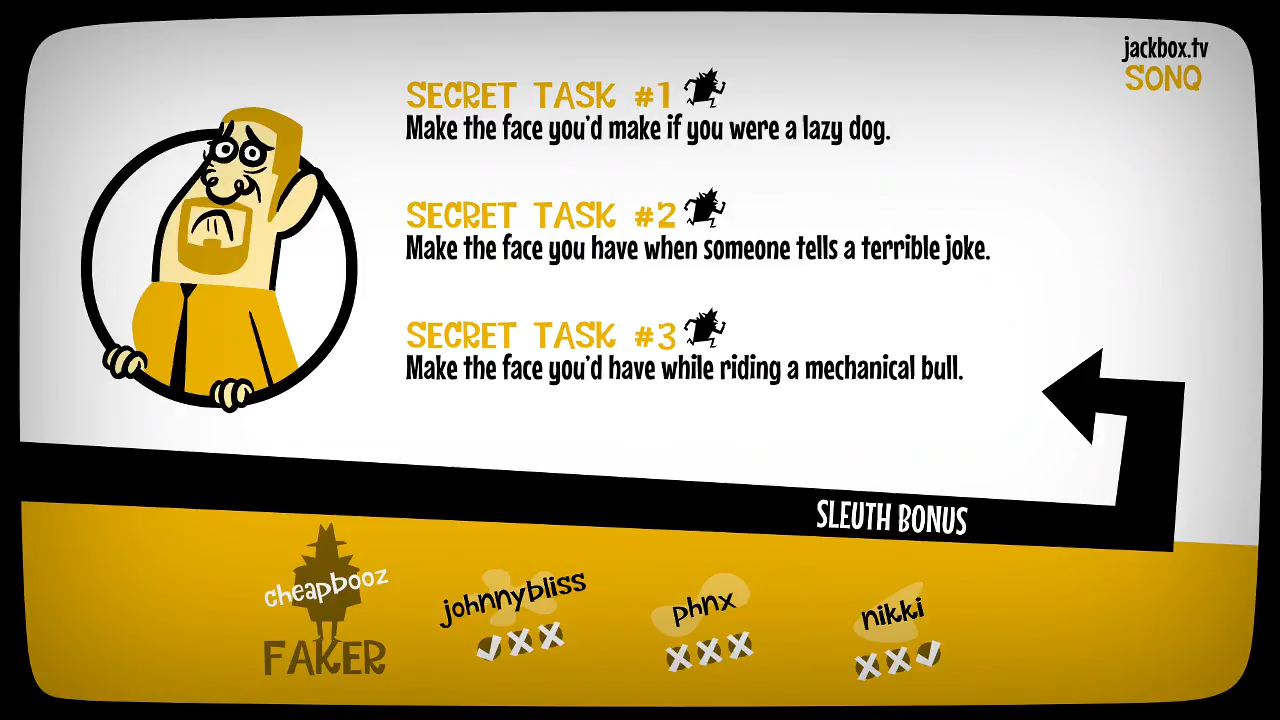 jackbox.tv
SONQ
SECRET TASK #1
Make the face you'd make if you were a lazy dog.
SECRET TASK #2
Make the face you have when someone tells a terrible joke.
SECRET TASK #3
Make the face you'd have while riding a mechanical bull.
SLEUTH BONUS
cheapbooz
FAKER
johnnybliss
phnx
nikki